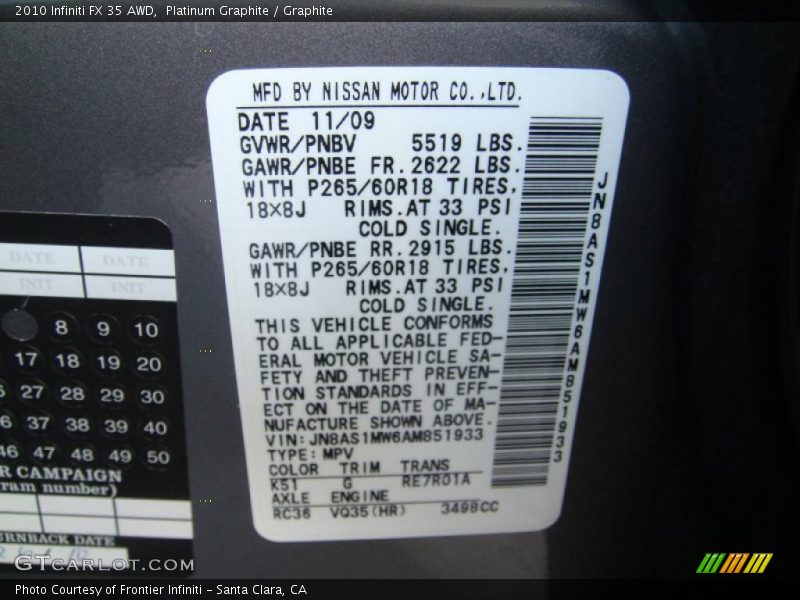 2010 Infiniti FX 35 AWD, Platinum Graphite / Graphite
MFD BY NISSAN MOTOR CO.,LTD.
DATE 11/09
GVWR/PNBV 5519 LBS.
GAWR/PNBE FR. 2622 LBS.
WITH P265/60R18 TIRES,
18×8J RIMS. AT 33 PSI
COLD SINGLE.
GAWR/PNBE RR. 2915 LBS.
WITH P265/60R18 TIRES,
18×8J RIMS. AT 33 PSI
COLD SINGLE.
THIS VEHICLE CONFORMS
TO ALL APPLICABLE FED-
ERAL MOTOR VEHICLE SA-
FETY AND THEFT PREVEN-
TION STANDARDS IN EFF-
ECT ON THE DATE OF MA-
NUFACTURE SHOWN ABOVE.
VIN: JN8AS1MW6AM851933
TYPE: MPV
COLOR TRIM TRANS
K51 G RE7R01A
AXLE ENGINE
RC36 VQ35(HR) 3498CC
JN8AS1MW6AM851933
DATE DATE
INIT INIT
8 9 10
17 18 19 20
27 28 29 30
37 38 39 40
48 49 50
R CAMPAIGN
ram number)
RNBACK DATE
GTCARLOT.COM
Photo Courtesy of Frontier Infiniti - Santa Clara, CA